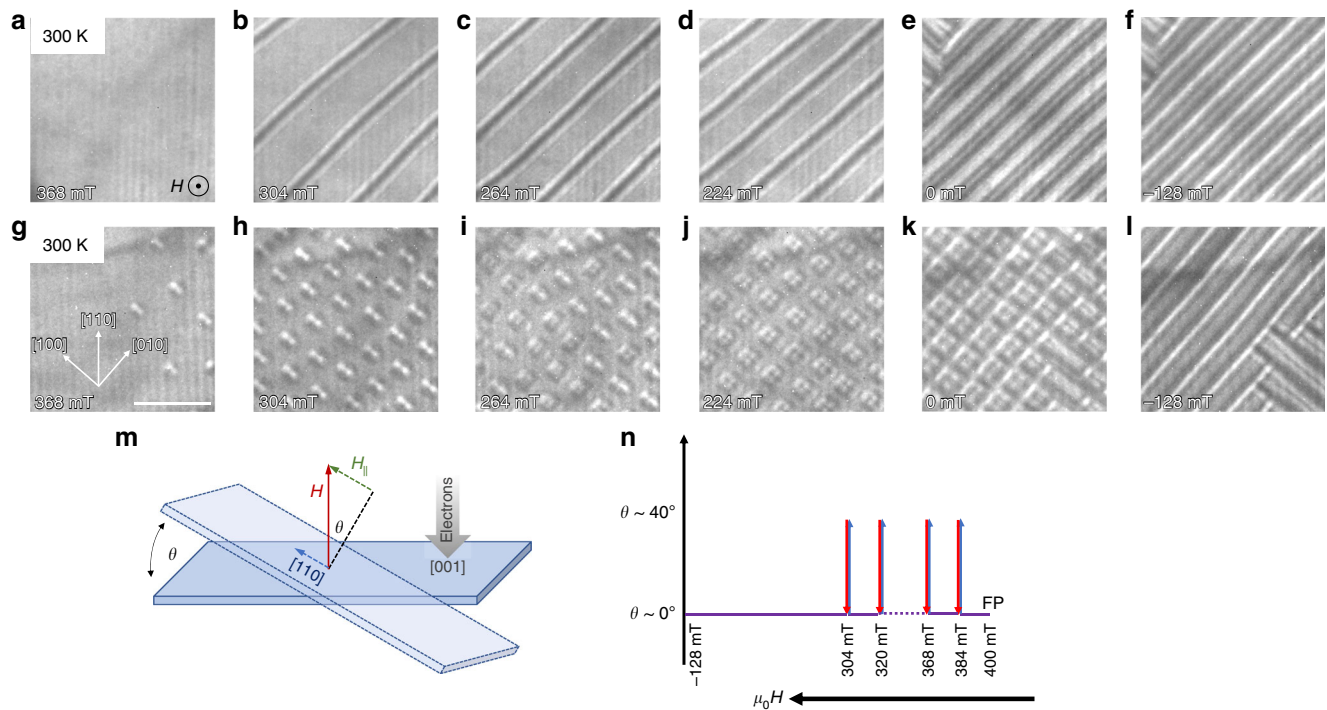 a
300 K
368 mT
H
b
304 mT
c
264 mT
d
224 mT
e
0 mT
f
–128 mT
g
300 K
[110]
[100]
[010]
368 mT
h
304 mT
i
264 mT
j
224 mT
k
0 mT
l
–128 mT
m
H||
H
θ
θ
[110]
Electrons
[001]
n
θ ~ 40°
θ ~ 0°
FP
–128 mT
304 mT
320 mT
368 mT
384 mT
400 mT
μ0H